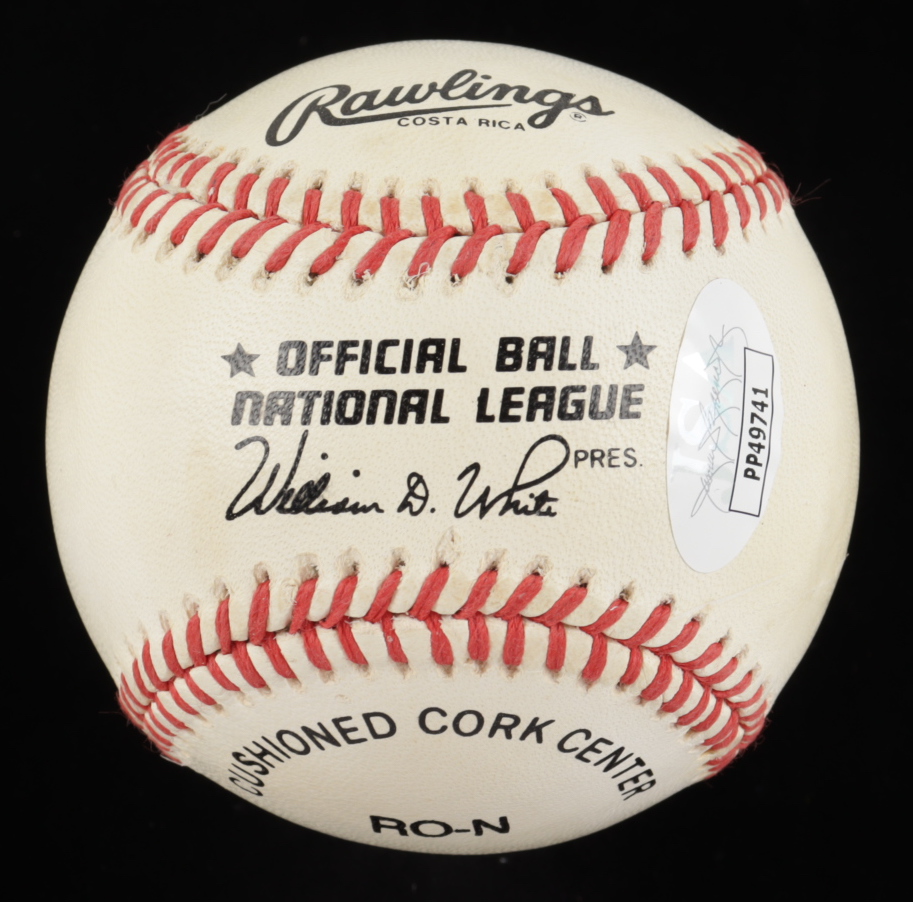 Rawlings
COSTA RICA
★ OFFICIAL BALL ★
NATIONAL LEAGUE
William D. White PRES.
PP49741
CUSHIONED CORK CENTER
RO-N